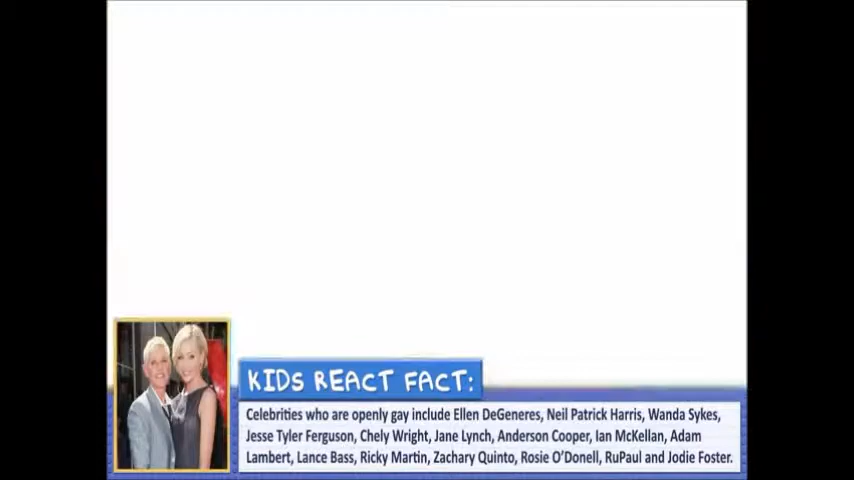 KIDS REACT FACT:
Celebrities who are openly gay include Ellen DeGeneres, Neil Patrick Harris, Wanda Sykes,
Jesse Tyler Ferguson, Chely Wright, Jane Lynch, Anderson Cooper, Ian McKellan, Adam
Lambert, Lance Bass, Ricky Martin, Zachary Quinto, Rosie O'Donell, RuPaul and Jodie Foster.